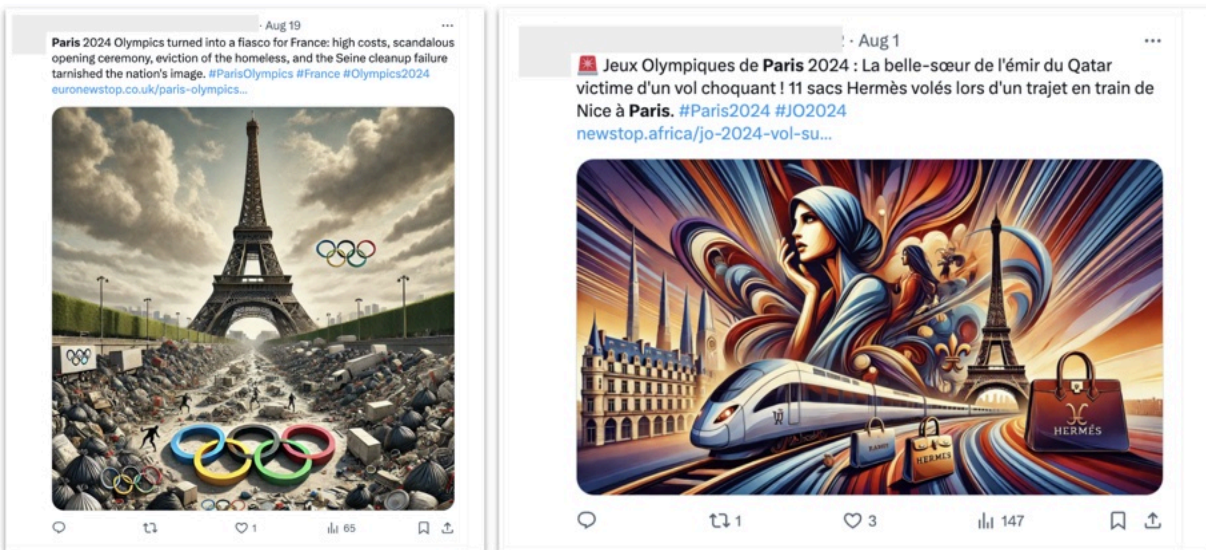 · Aug 19
Paris 2024 Olympics turned into a fiasco for France: high costs, scandalous
opening ceremony, eviction of the homeless, and the Seine cleanup failure
tarnished the nation's image. #ParisOlympics #France #Olympics2024
euronewstop.co.uk/paris-olympics...
1
65
· Aug 1
🚨 Jeux Olympiques de Paris 2024 : La belle-sœur de l'émir du Qatar
victime d'un vol choquant ! 11 sacs Hermès volés lors d'un trajet en train de
Nice à Paris. #Paris2024 #JO2024
newstop.africa/jo-2024-vol-su...
HERMÉS
HERMES
1
3
147